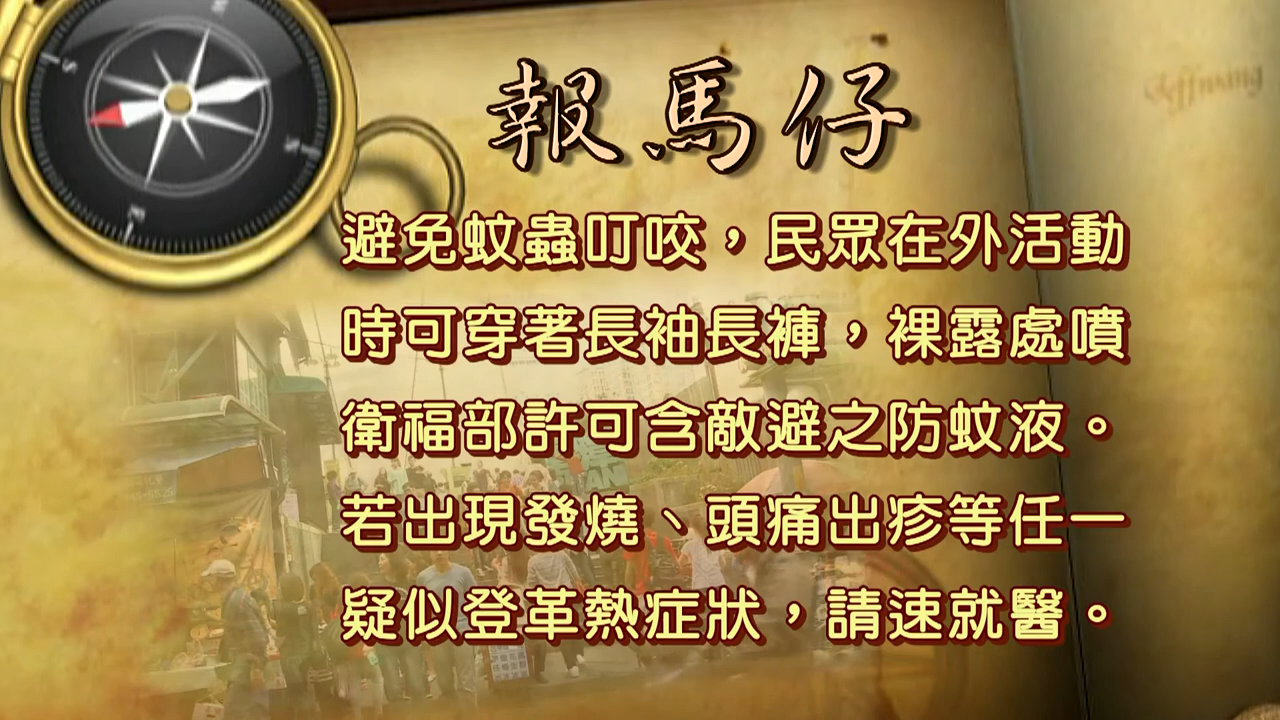 報馬仔
避免蚊蟲叮咬，民眾在外活動
時可穿著長袖長褲，裸露處噴
衛福部許可含敵避之防蚊液。
若出現發燒、頭痛出疹等任一
疑似登革熱症狀，請速就醫。